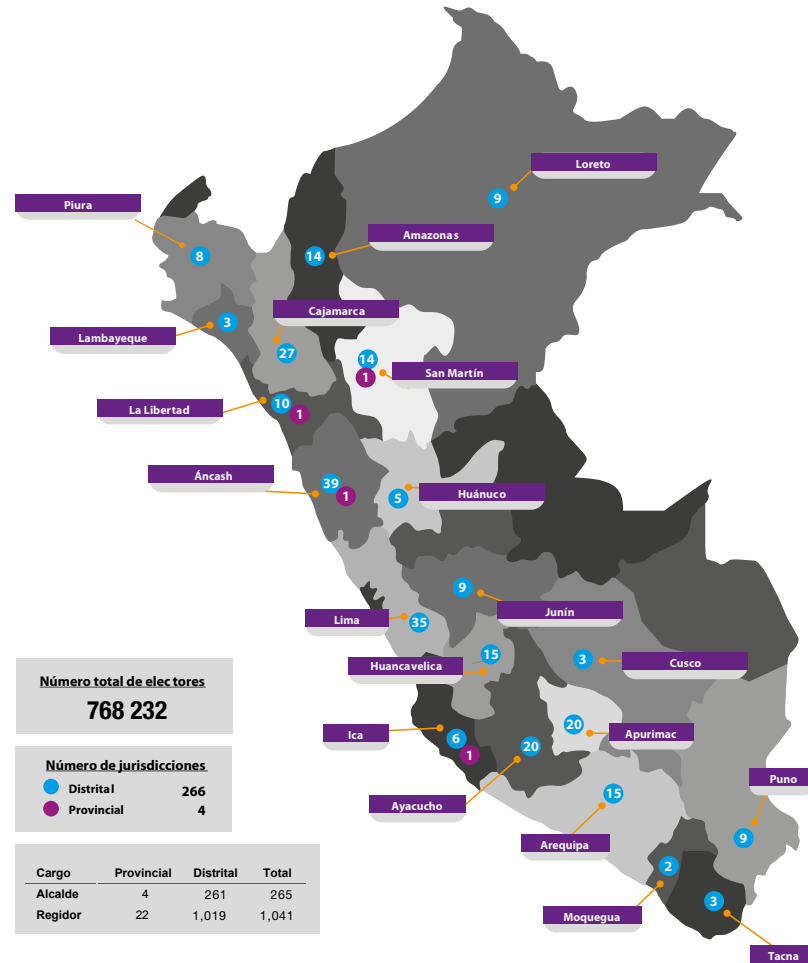 Loreto
9
Piura
8
Amazonas
14
Cajamarca
27
Lambayeque
3
San Martín
14
1
La Libertad
10
1
Áncash
39
1
Huánuco
5
Junín
9
Lima
35
Huancavelica
15
Cusco
3
Número total de electores
768 232
Ica
6
1
Apurimac
20
Ayacucho
20
Número de jurisdicciones
Distrital 266
Provincial 4
Puno
9
Arequipa
15
Moquegua
2
Tacna
3
Cargo Provincial Distrital Total
Alcalde 4 261 265
Regidor 22 1,019 1,041